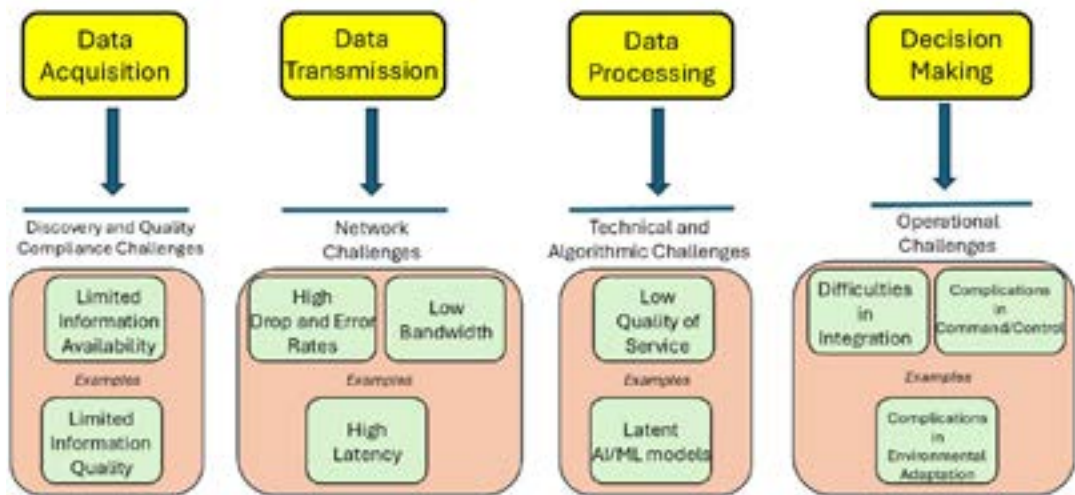 Data
Acquisition
Data
Transmission
Data
Processing
Decision
Making
Discovery and Quality
Compliance Challenges
Network
Challenges
Technical and
Algorithmic Challenges
Operational
Challenges
Limited
Information
Availability
Examples
Limited
Information
Quality
High
Drop and Error
Rates
Low
Bandwidth
Examples
High
Latency
Low
Quality of
Service
Examples
Latent
AI/ML models
Difficulties
in
Integration
Complications
in
Command/Control
Examples
Complications
in
Environmental
Adaptation